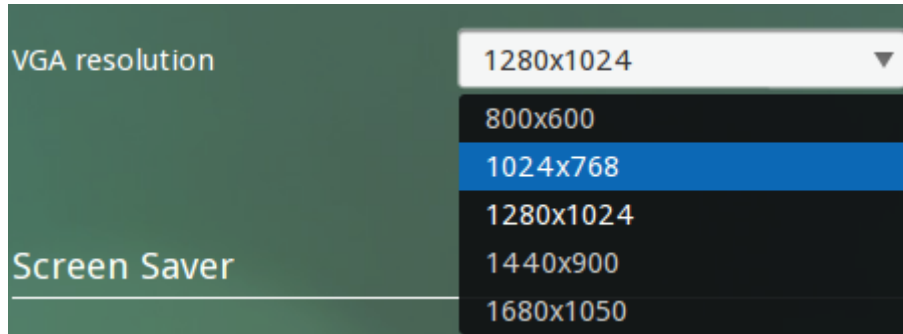 VGA resolution
1280x1024
800x600
1024x768
1280x1024
1440x900
1680x1050
Screen Saver